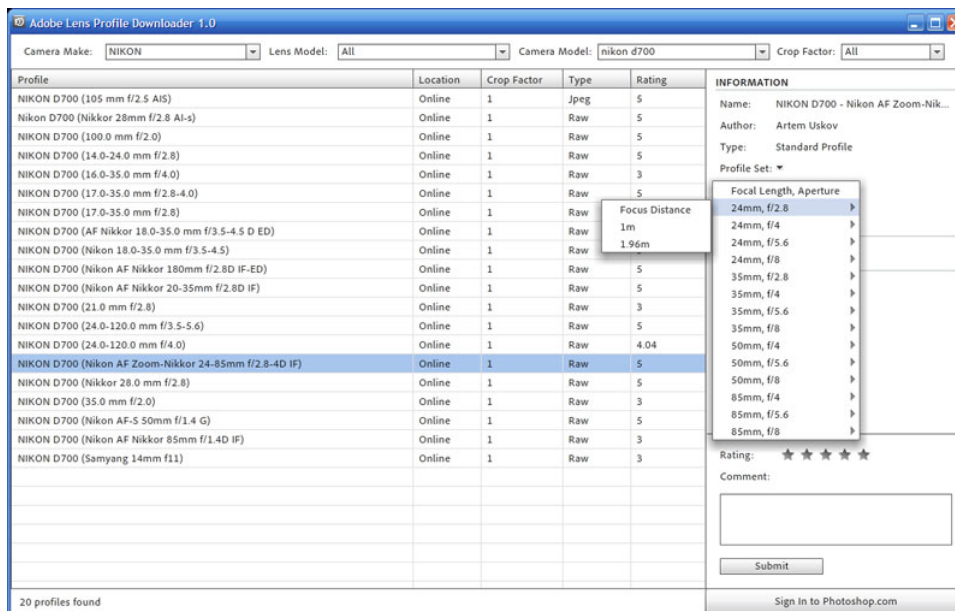 Adobe Lens Profile Downloader 1.0
Camera Make: NIKON Lens Model: All Camera Model: nikon d700 Crop Factor: All
Profile Location Crop Factor Type Rating
NIKON D700 (105 mm f/2.5 AIS) Online 1 Jpeg 5
Nikon D700 (Nikkor 28mm f/2.8 AI-s) Online 1 Raw 5
NIKON D700 (100.0 mm f/2.0) Online 1 Raw 5
NIKON D700 (14.0-24.0 mm f/2.8) Online 1 Raw 5
NIKON D700 (16.0-35.0 mm f/4.0) Online 1 Raw 3
NIKON D700 (17.0-35.0 mm f/2.8-4.0) Online 1 Raw 5
NIKON D700 (17.0-35.0 mm f/2.8) Online 1 Raw
NIKON D700 (AF Nikkor 18.0-35.0 mm f/3.5-4.5 D ED) Online 1 Raw
NIKON D700 (Nikon 18.0-35.0 mm f/3.5-4.5) Online 1 Raw
NIKON D700 (Nikon AF Nikkor 180mm f/2.8D IF-ED) Online 1 Raw 5
NIKON D700 (Nikon AF Nikkor 20-35mm f/2.8D IF) Online 1 Raw 5
NIKON D700 (21.0 mm f/2.8) Online 1 Raw 3
NIKON D700 (24.0-120.0 mm f/3.5-5.6) Online 1 Raw 5
NIKON D700 (24.0-120.0 mm f/4.0) Online 1 Raw 4.04
NIKON D700 (Nikon AF Zoom-Nikkor 24-85mm f/2.8-4D IF) Online 1 Raw 5
NIKON D700 (Nikkor 28.0 mm f/2.8) Online 1 Raw 5
NIKON D700 (35.0 mm f/2.0) Online 1 Raw 3
NIKON D700 (Nikon AF-S 50mm f/1.4 G) Online 1 Raw 5
NIKON D700 (Nikon AF Nikkor 85mm f/1.4D IF) Online 1 Raw 3
NIKON D700 (Samyang 14mm f11) Online 1 Raw 3
20 profiles found
Focus Distance
1m
1.96m
INFORMATION
Name: NIKON D700 - Nikon AF Zoom-Nik...
Author: Artem Uskov
Type: Standard Profile
Profile Set:
Focal Length, Aperture
24mm, f/2.8
24mm, f/4
24mm, f/5.6
24mm, f/8
35mm, f/2.8
35mm, f/4
35mm, f/5.6
35mm, f/8
50mm, f/4
50mm, f/5.6
50mm, f/8
85mm, f/4
85mm, f/5.6
85mm, f/8
Rating:
Comment:
Submit
Sign In to Photoshop.com